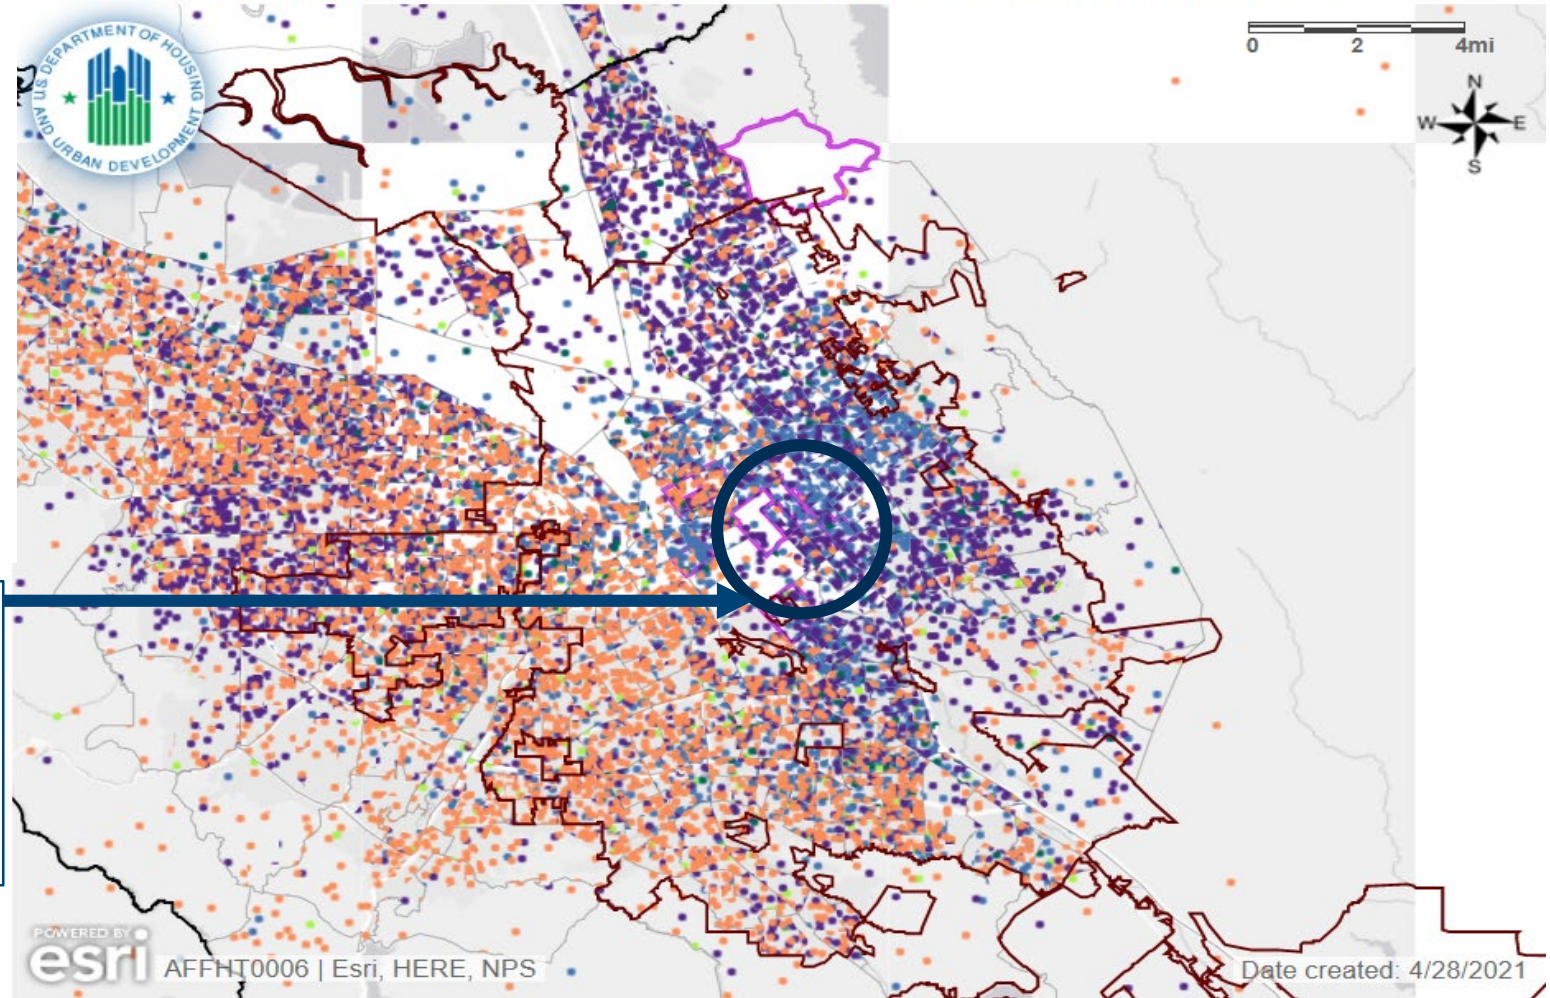 U.S. DEPARTMENT OF HOUSING
AND URBAN DEVELOPMENT
0 2 4mi
N
W E
S
POWERED BY
esri
AFFHT0006 | Esri, HERE, NPS
Date created: 4/28/2021